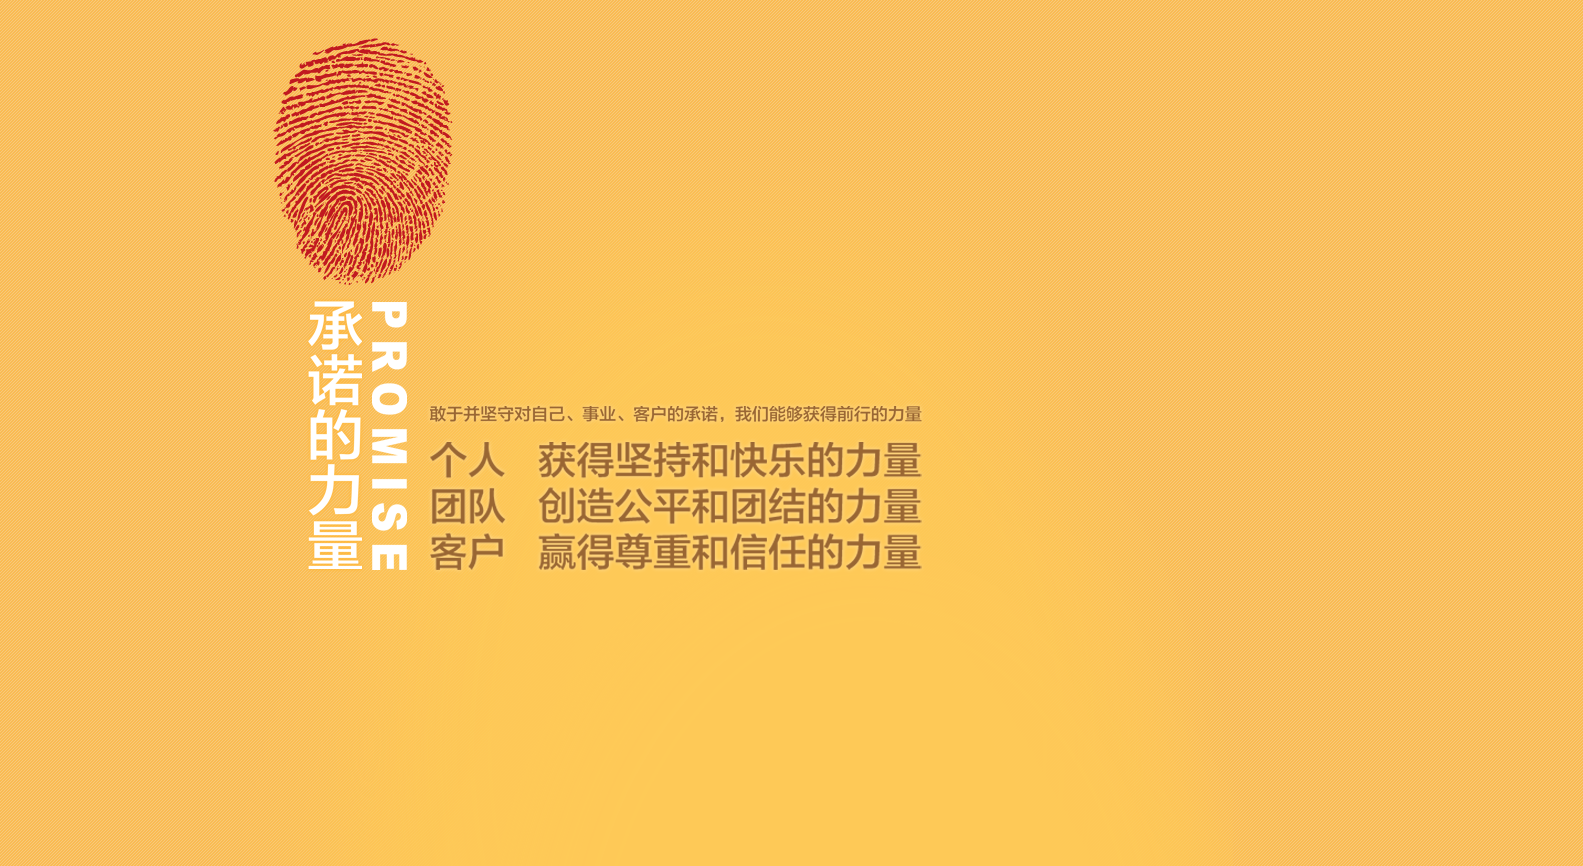 承诺的力量
PROMISE
敢于并坚守对自己、事业、客户的承诺，我们能够获得前行的力量
个人 获得坚持和快乐的力量
团队 创造公平和团结的力量
客户 赢得尊重和信任的力量